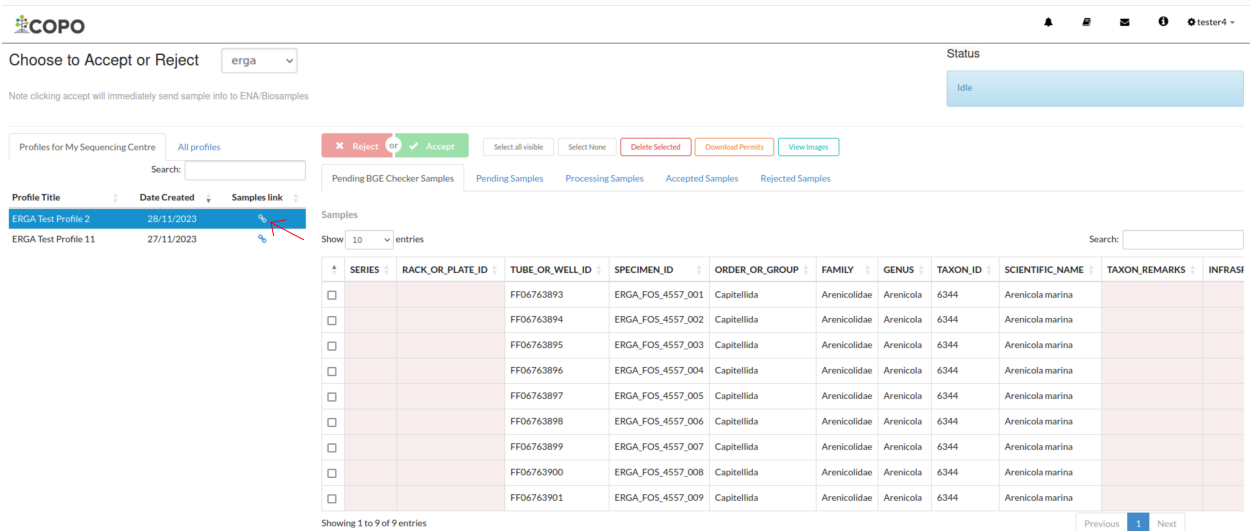 COPO
tester4
Choose to Accept or Reject erga
Status
Idle
Note clicking accept will immediately send sample info to ENA/Biosamples
Profiles for My Sequencing Centre All profiles
Search:
Profile Title Date Created Samples link
ERGA Test Profile 2 28/11/2023
ERGA Test Profile 11 27/11/2023
Reject or Accept Select all visible Select None Delete Selected Download Permits View Images
Pending BGE Checker Samples Pending Samples Processing Samples Accepted Samples Rejected Samples
Samples
Show 10 entries Search:
SERIES RACK_OR_PLATE_ID TUBE_OR_WELL_ID SPECIMEN_ID ORDER_OR_GROUP FAMILY GENUS TAXON_ID SCIENTIFIC_NAME TAXON_REMARKS INFRASP
FF06763893 ERGA_FOS_4557_001 Capitellida Arenicolidae Arenicola 6344 Arenicola marina
FF06763894 ERGA_FOS_4557_002 Capitellida Arenicolidae Arenicola 6344 Arenicola marina
FF06763895 ERGA_FOS_4557_003 Capitellida Arenicolidae Arenicola 6344 Arenicola marina
FF06763896 ERGA_FOS_4557_004 Capitellida Arenicolidae Arenicola 6344 Arenicola marina
FF06763897 ERGA_FOS_4557_005 Capitellida Arenicolidae Arenicola 6344 Arenicola marina
FF06763898 ERGA_FOS_4557_006 Capitellida Arenicolidae Arenicola 6344 Arenicola marina
FF06763899 ERGA_FOS_4557_007 Capitellida Arenicolidae Arenicola 6344 Arenicola marina
FF06763900 ERGA_FOS_4557_008 Capitellida Arenicolidae Arenicola 6344 Arenicola marina
FF06763901 ERGA_FOS_4557_009 Capitellida Arenicolidae Arenicola 6344 Arenicola marina
Showing 1 to 9 of 9 entries
Previous 1 Next